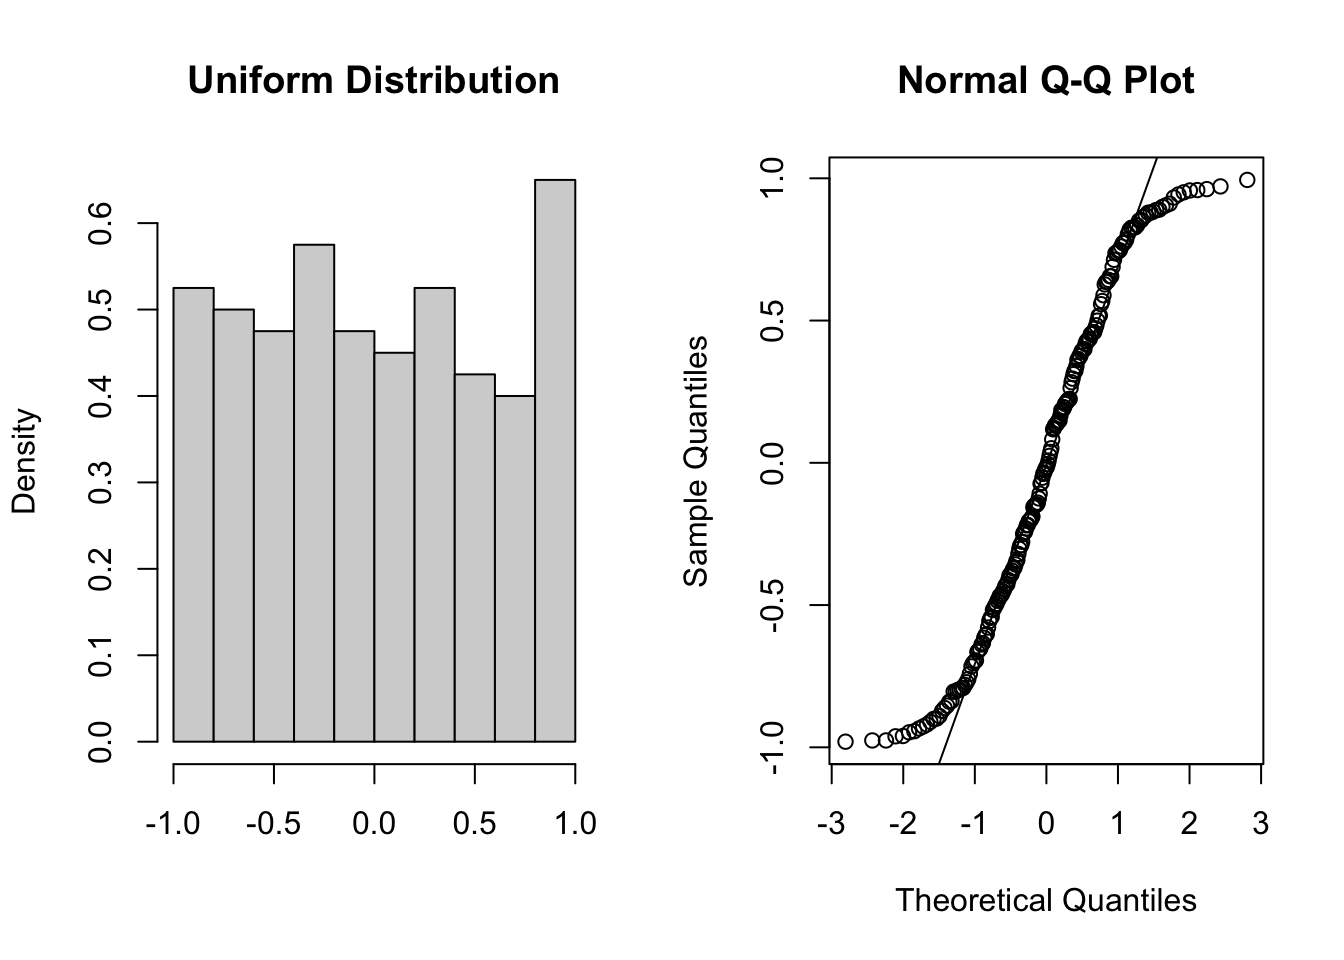 Uniform Distribution
Density
0.0 0.1 0.2 0.3 0.4 0.5 0.6
-1.0 -0.5 0.0 0.5 1.0
Normal Q-Q Plot
Sample Quantiles
-1.0 -0.5 0.0 0.5 1.0
-3 -2 -1 0 1 2 3
Theoretical Quantiles